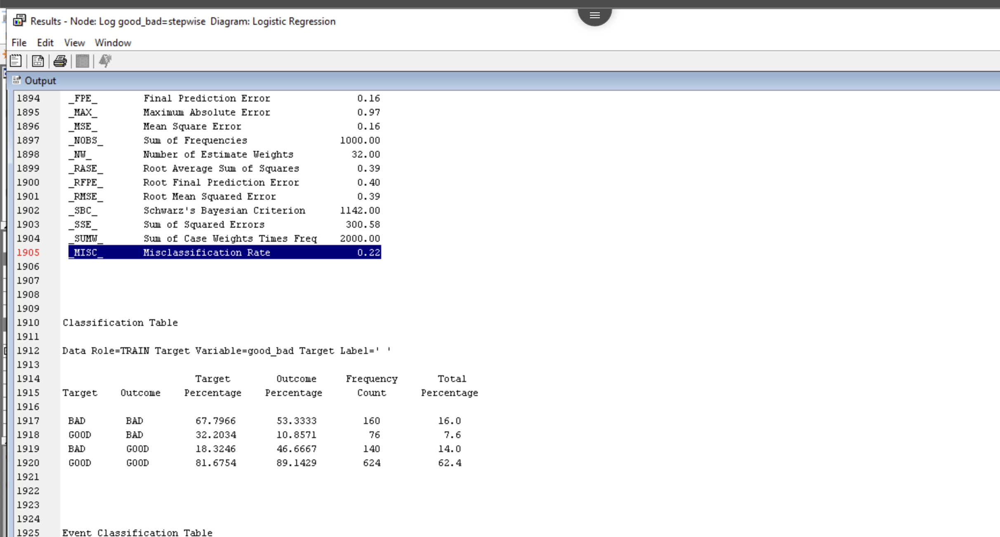 Results - Node: Log good_bad=stepwise  Diagram: Logistic Regression
File Edit View Window
Output
1894 _FPE_ Final Prediction Error 0.16
1895 _MAX_ Maximum Absolute Error 0.97
1896 _MSE_ Mean Square Error 0.16
1897 _NOBS_ Sum of Frequencies 1000.00
1898 _NW_ Number of Estimate Weights 32.00
1899 _RASE_ Root Average Sum of Squares 0.39
1900 _RFPE_ Root Final Prediction Error 0.40
1901 _RMSE_ Root Mean Squared Error 0.39
1902 _SBC_ Schwarz's Bayesian Criterion 1142.00
1903 _SSE_ Sum of Squared Errors 300.58
1904 _SUMW_ Sum of Case Weights Times Freq 2000.00
1905 _MISC_ Misclassification Rate 0.22
1906
1907
1908
1909
1910 Classification Table
1911
1912 Data Role=TRAIN Target Variable=good_bad Target Label=' '
1913
1914 Target Outcome Frequency Total
1915 Target Outcome Percentage Percentage Count Percentage
1916
1917 BAD BAD 67.7966 53.3333 160 16.0
1918 GOOD BAD 32.2034 10.8571 76 7.6
1919 BAD GOOD 18.3246 46.6667 140 14.0
1920 GOOD GOOD 81.6754 89.1429 624 62.4
1921
1922
1923
1924
1925 Event Classification Table